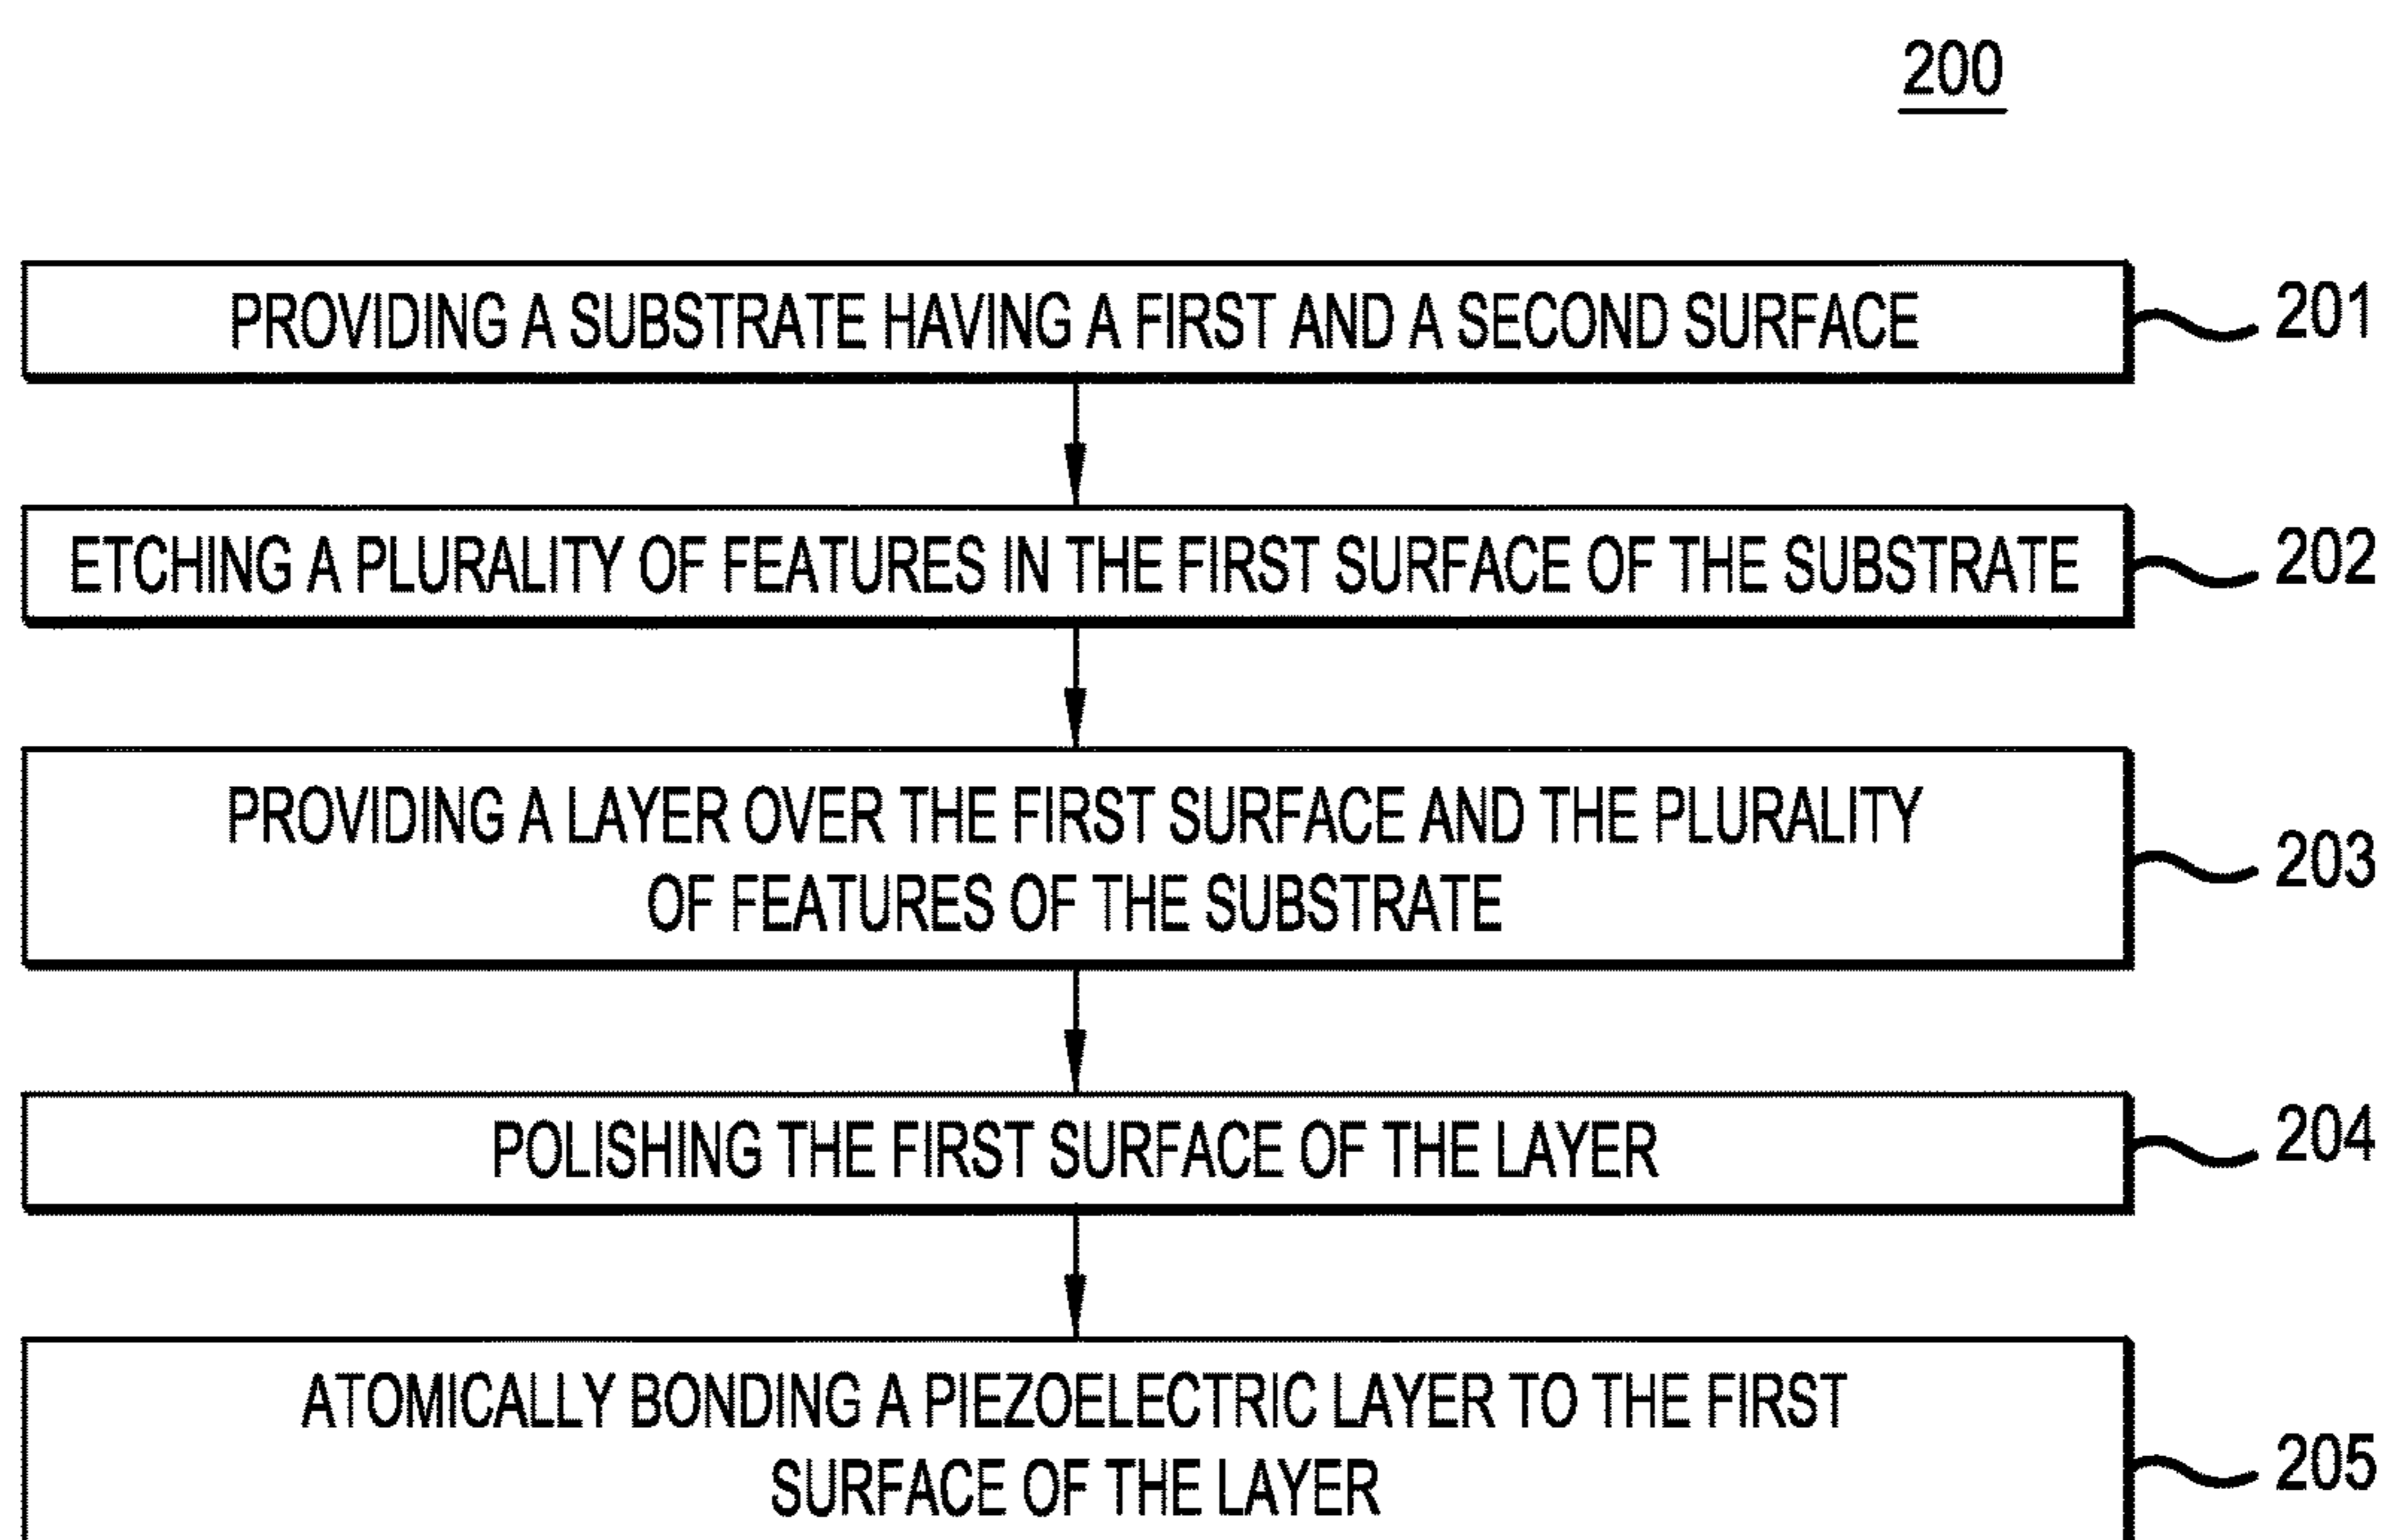 200
PROVIDING A SUBSTRATE HAVING A FIRST AND A SECOND SURFACE
201
ETCHING A PLURALITY OF FEATURES IN THE FIRST SURFACE OF THE SUBSTRATE
202
PROVIDING A LAYER OVER THE FIRST SURFACE AND THE PLURALITY
OF FEATURES OF THE SUBSTRATE
203
POLISHING THE FIRST SURFACE OF THE LAYER
204
ATOMICALLY BONDING A PIEZOELECTRIC LAYER TO THE FIRST
SURFACE OF THE LAYER
205